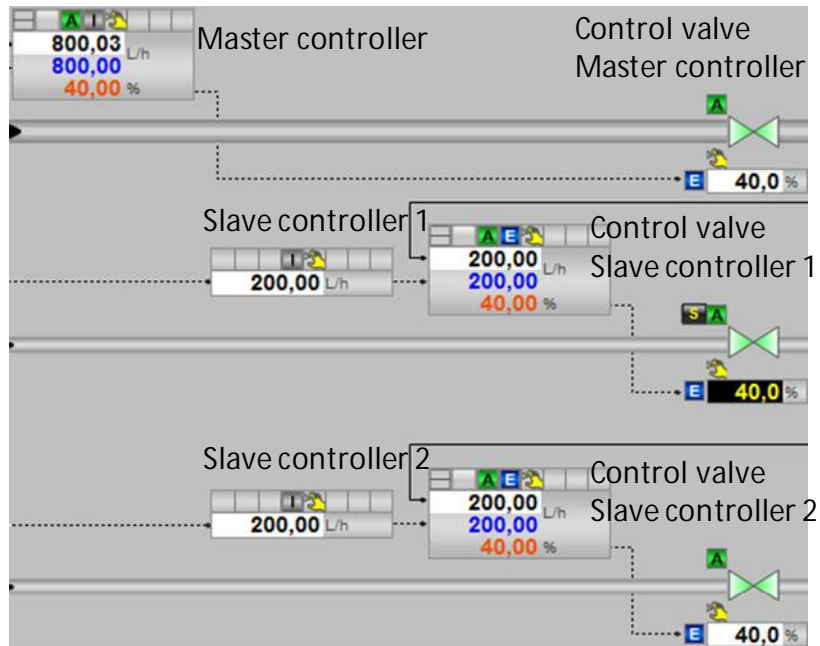 A I
800,03 L/h
800,00
40,00 %
Master controller
Control valve
Master controller
A
E 40,0 %
Slave controller 1
I
200,00 L/h
A E
200,00 L/h
200,00
40,00 %
Control valve
Slave controller 1
S A
E 40,0 %
Slave controller 2
I
200,00 L/h
A E
200,00 L/h
200,00
40,00 %
Control valve
Slave controller 2
A
E 40,0 %